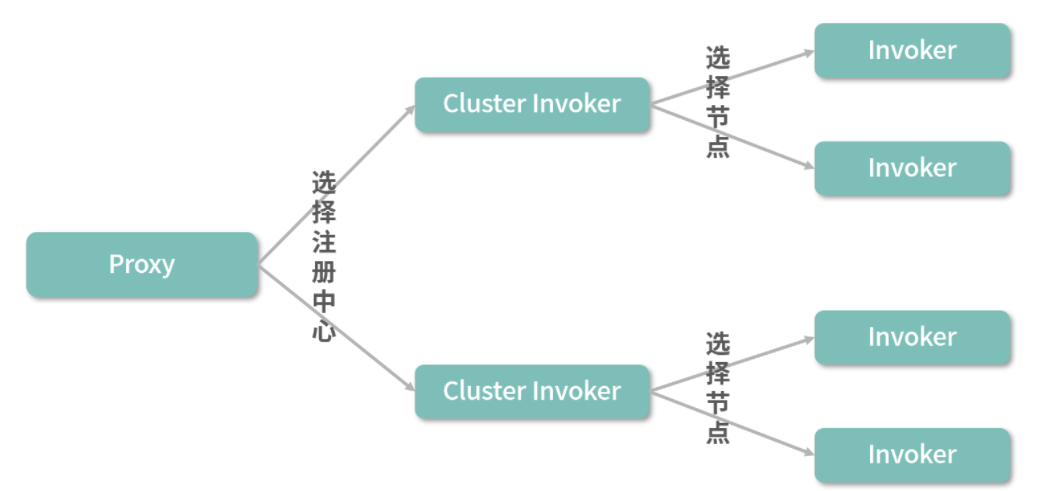 Proxy
选择注册中心
Cluster Invoker
选择节点
Invoker
Invoker
Cluster Invoker
选择节点
Invoker
Invoker